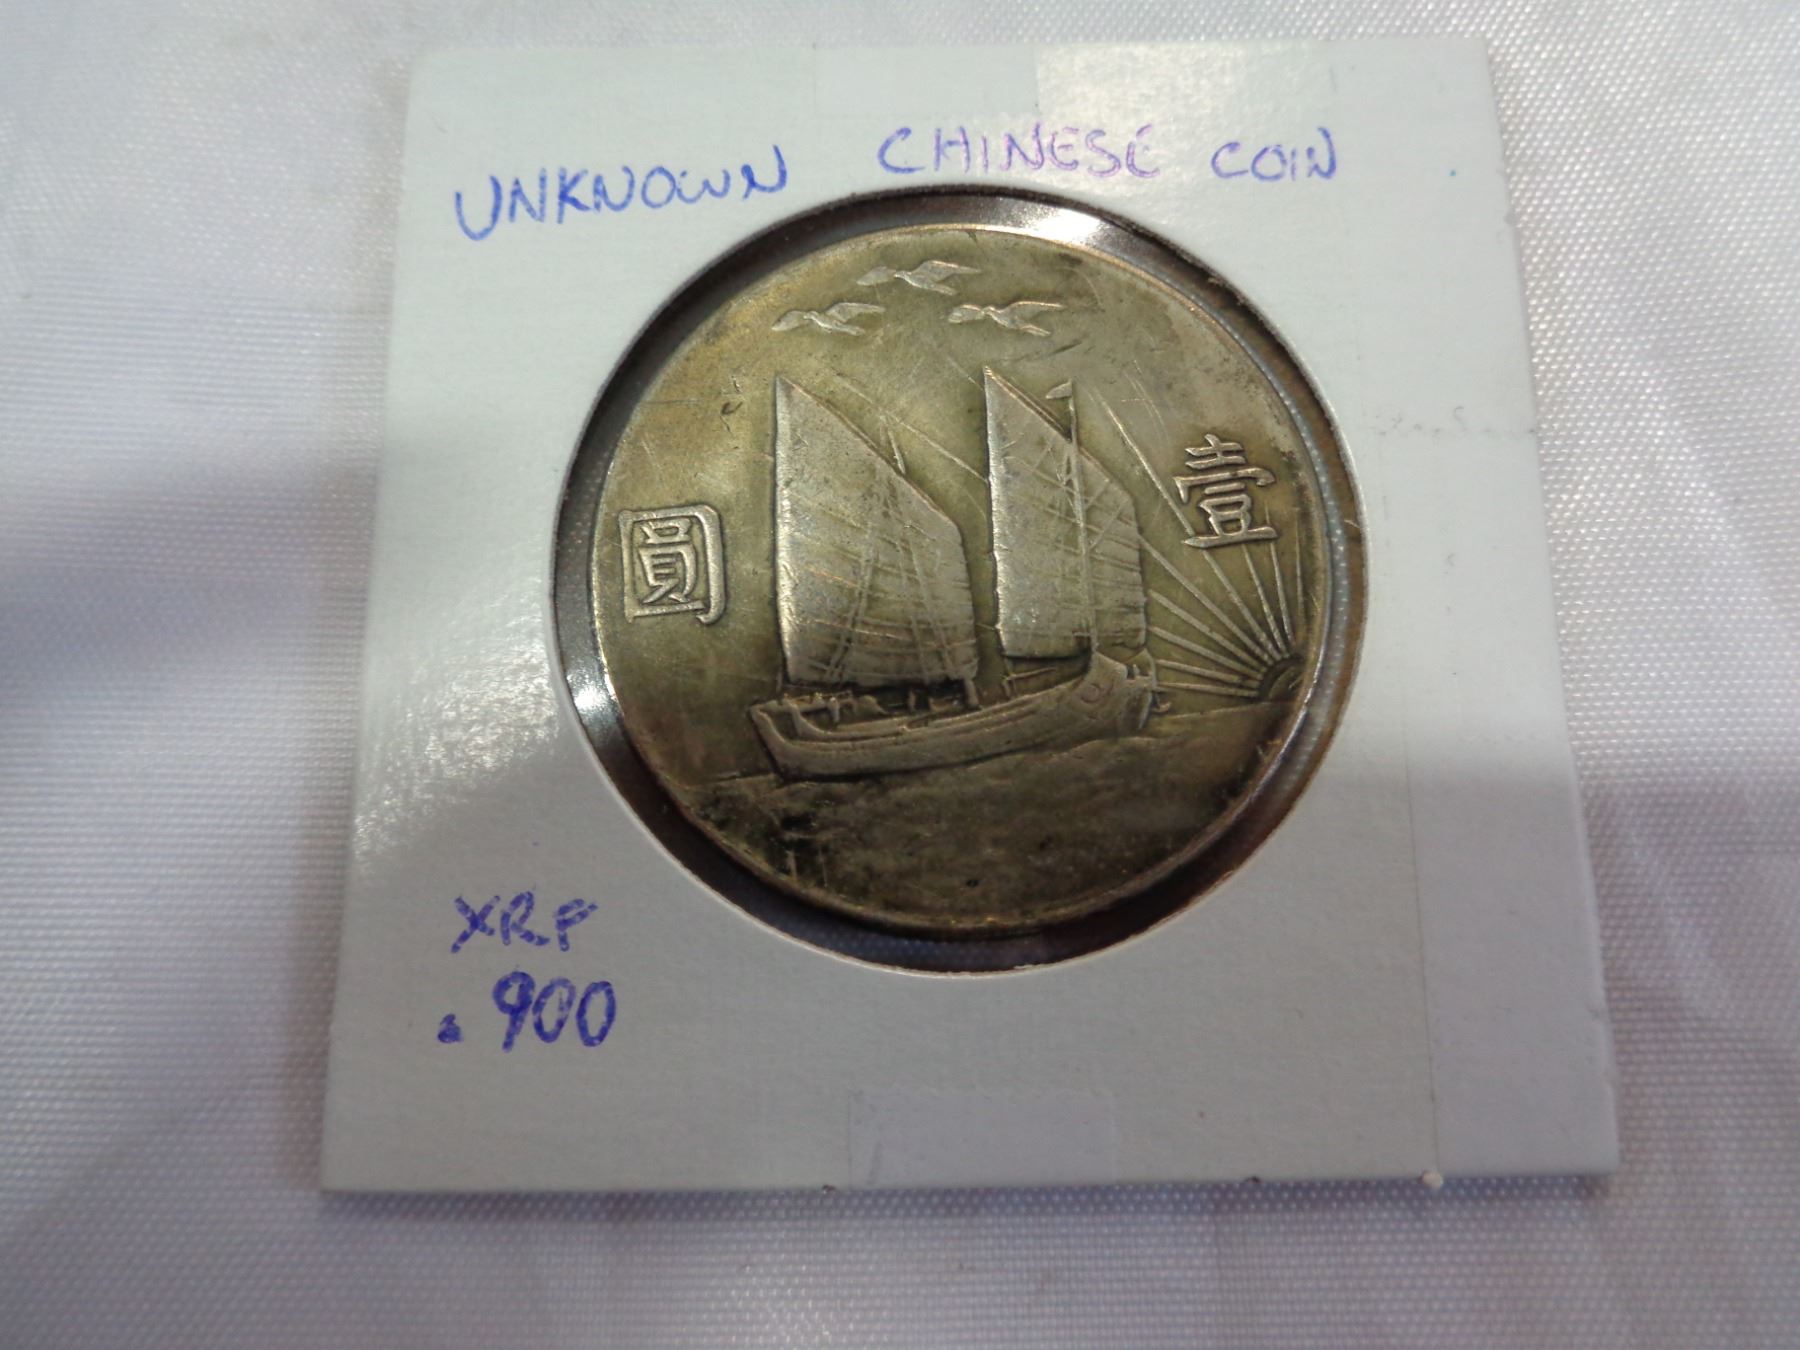 UNKNOWN CHINESE COIN
圓 壹
XRF
.900